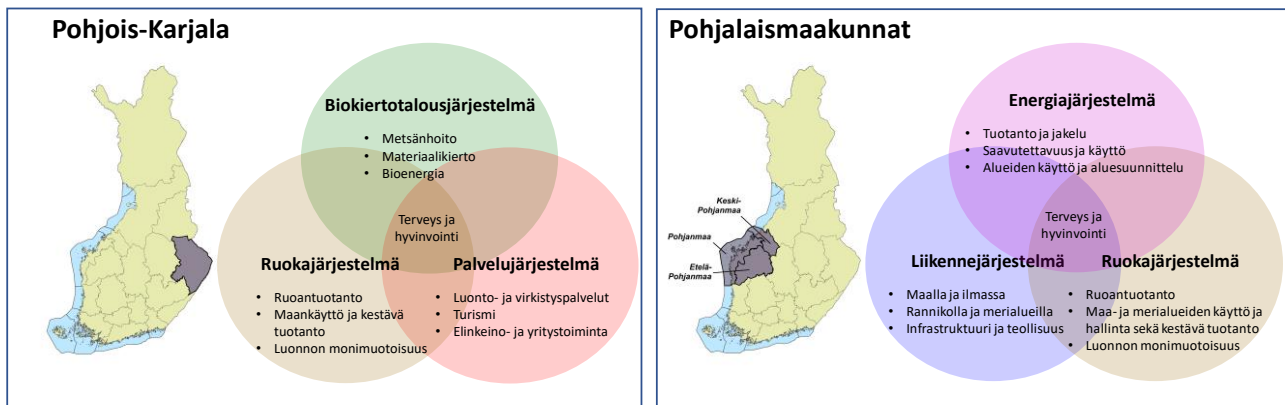 Pohjois-Karjala
Biokiertotalousjärjestelmä
• Metsänhoito
• Materiaalikierto
• Bioenergia
Terveys ja
hyvinvointi
Ruokajärjestelmä
• Ruoantuotanto
• Maankäyttö ja kestävä
tuotanto
• Luonnon monimuotoisuus
Palvelujärjestelmä
• Luonto- ja virkistyspalvelut
• Turismi
• Elinkeino- ja yritystoiminta
Pohjalaismaakunnat
Keski-
Pohjanmaa
Pohjanmaa
Etelä-
Pohjanmaa
Energiajärjestelmä
• Tuotanto ja jakelu
• Saavutettavuus ja käyttö
• Alueiden käyttö ja aluesuunnittelu
Terveys ja
hyvinvointi
Liikennejärjestelmä
• Maalla ja ilmassa
• Rannikolla ja merialueilla
• Infrastruktuuri ja teollisuus
Ruokajärjestelmä
• Ruoantuotanto
• Maa- ja merialueiden käyttö ja
hallinta sekä kestävä tuotanto
• Luonnon monimuotoisuus